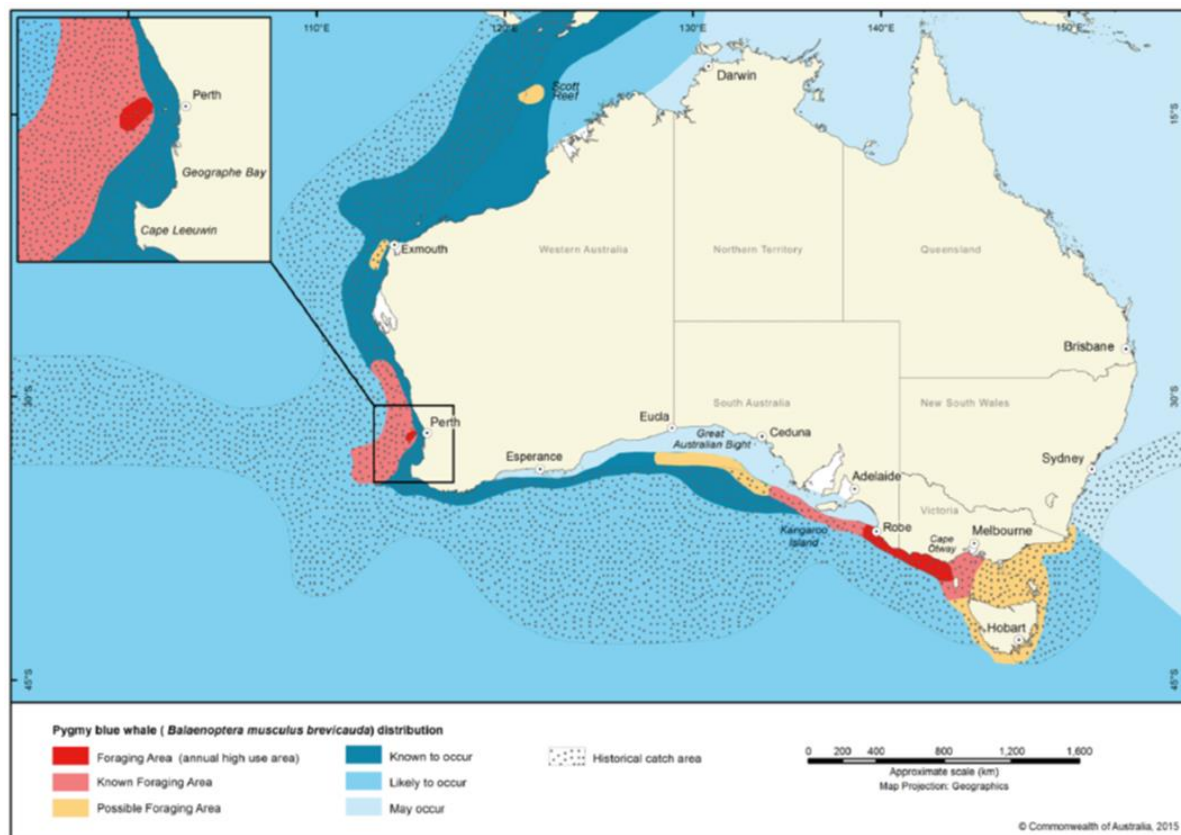 110°E
120°E
130°E
140°E
150°E
Perth
Geographe Bay
Cape Leeuwin
Scott
Reef
Darwin
15°S
Exmouth
Western Australia
Northern Territory
Queensland
Brisbane
30°S
30°S
South Australia
New South Wales
Perth
Eucla
Great
Australian Bight
Ceduna
Esperance
Sydney
Adelaide
Victoria
Kangaroo
Island
Robe
Cape
Otway
Melbourne
Hobart
45°S
45°S
Pygmy blue whale ( Balaenoptera musculus brevicauda) distribution
Foraging Area (annual high use area)
Known Foraging Area
Possible Foraging Area
Known to occur
Likely to occur
May occur
Historical catch area
0 200 400 800 1,200 1,600
Approximate scale (km)
Map Projection: Geographics
© Commonwealth of Australia, 2015